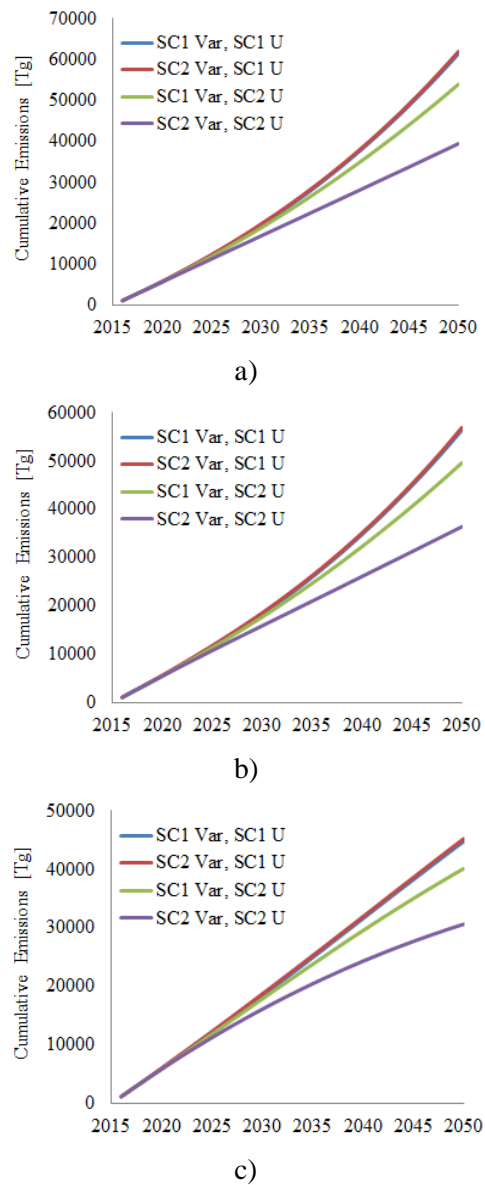 70000
60000
50000
40000
30000
20000
10000
0
Cumulative Emissions [Tg]
SC1 Var, SC1 U
SC2 Var, SC1 U
SC1 Var, SC2 U
SC2 Var, SC2 U
2015 2020 2025 2030 2035 2040 2045 2050
a)
60000
50000
40000
30000
20000
10000
0
Cumulative Emissions [Tg]
SC1 Var, SC1 U
SC2 Var, SC1 U
SC1 Var, SC2 U
SC2 Var, SC2 U
2015 2020 2025 2030 2035 2040 2045 2050
b)
50000
40000
30000
20000
10000
0
Cumulative Emissions [Tg]
SC1 Var, SC1 U
SC2 Var, SC1 U
SC1 Var, SC2 U
SC2 Var, SC2 U
2015 2020 2025 2030 2035 2040 2045 2050
c)